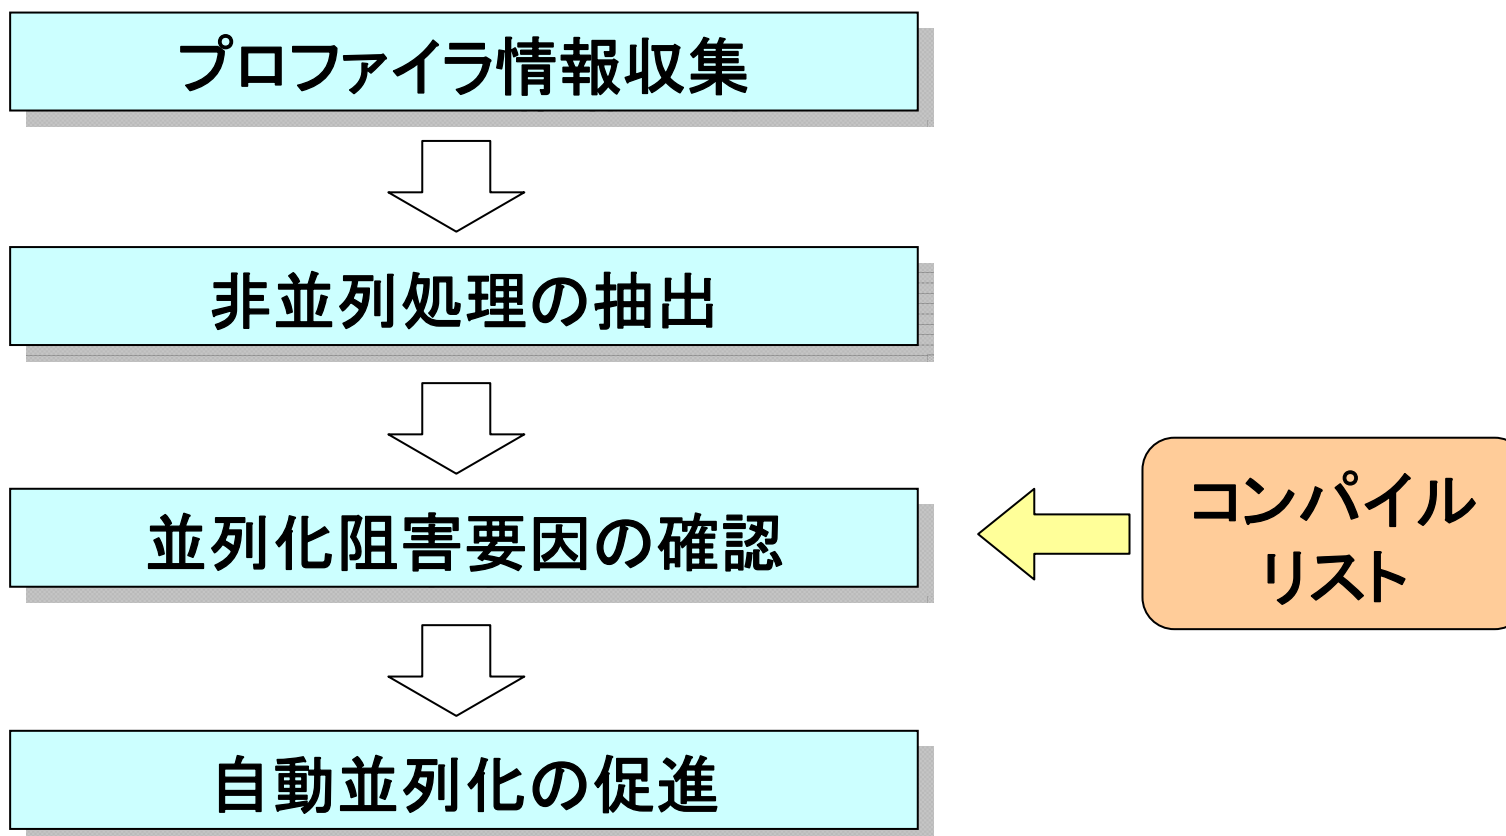 プロファイラ情報収集
非並列処理の抽出
並列化阻害要因の確認
コンパイル
リスト
自動並列化の促進